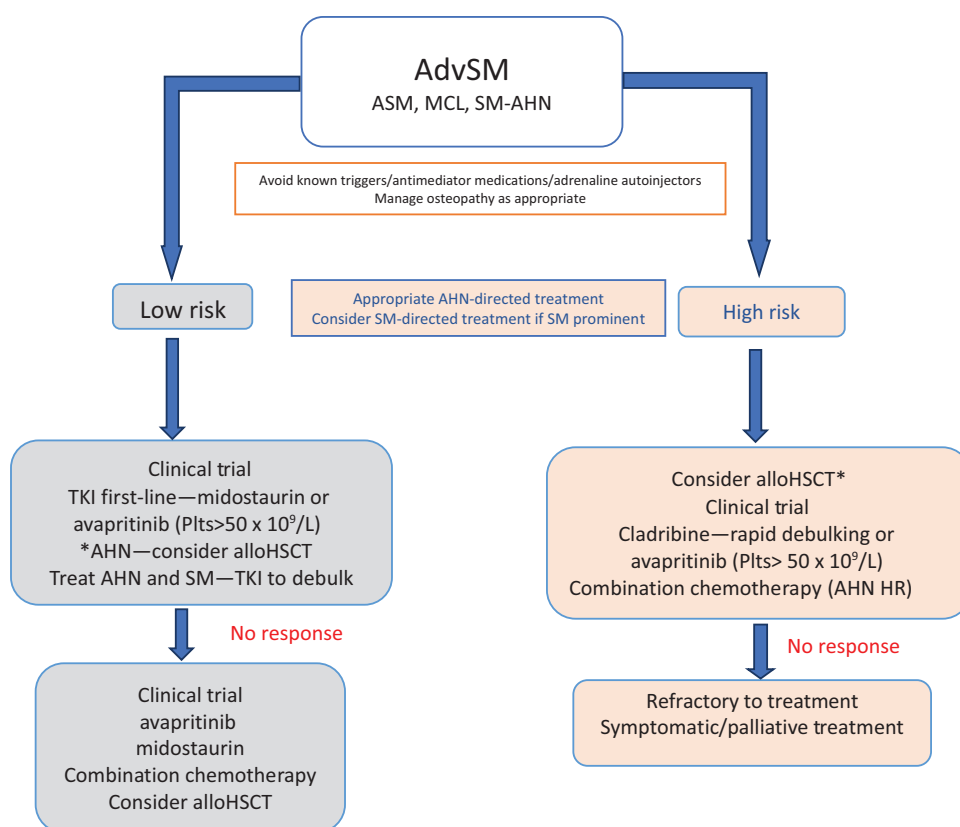 AdvSM
ASM, MCL, SM-AHN
Avoid known triggers/antimediator medications/adrenaline autoinjectors
Manage osteopathy as appropriate
Low risk
Appropriate AHN-directed treatment
Consider SM-directed treatment if SM prominent
High risk
Clinical trial
TKI first-line—midostaurin or
avapritinib (Plts>50 x 10⁹/L)
*AHN—consider alloHSCT
Treat AHN and SM—TKI to debulk
Consider alloHSCT*
Clinical trial
Cladribine—rapid debulking or
avapritinib (Plts> 50 x 10⁹/L)
Combination chemotherapy (AHN HR)
No response
No response
Clinical trial
avapritinib
midostaurin
Combination chemotherapy
Consider alloHSCT
Refractory to treatment
Symptomatic/palliative treatment